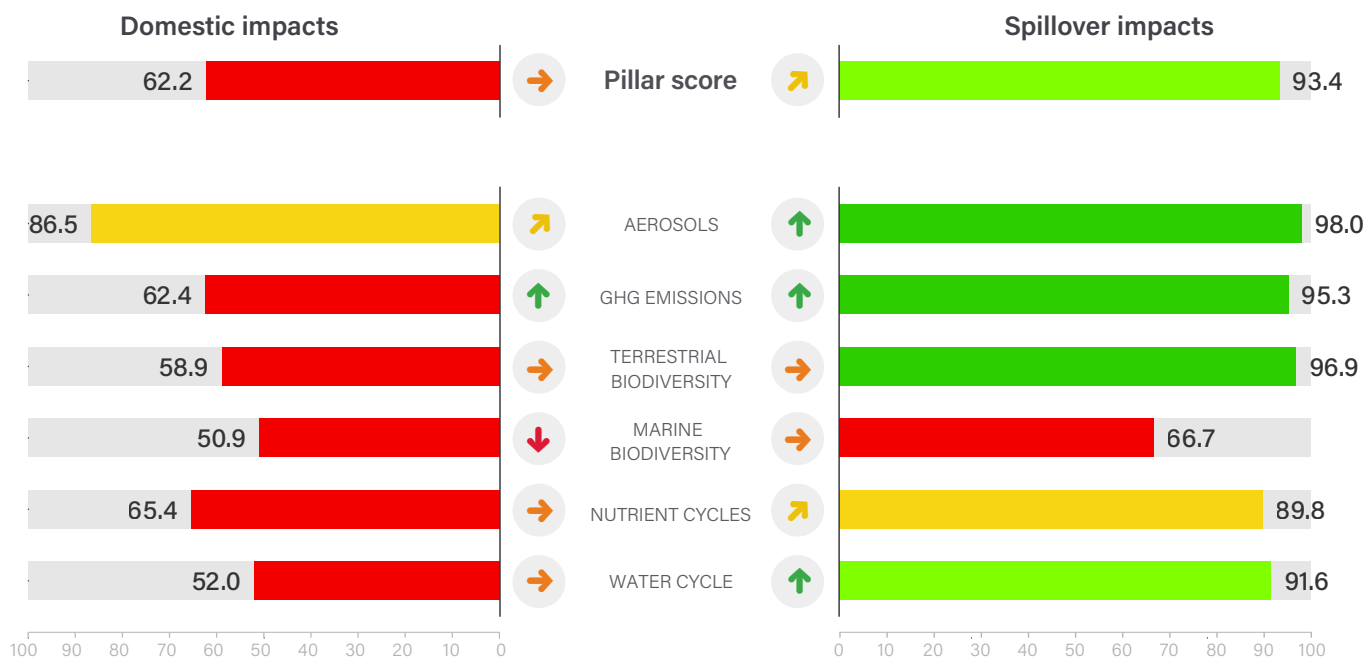 Domestic impacts
Spillover impacts
62.2
Pillar score
93.4
86.5
AEROSOLS
98.0
62.4
GHG EMISSIONS
95.3
58.9
TERRESTRIAL
BIODIVERSITY
96.9
50.9
MARINE
BIODIVERSITY
66.7
65.4
NUTRIENT CYCLES
89.8
52.0
WATER CYCLE
91.6
100 90 80 70 60 50 40 30 20 10 0
0 10 20 30 40 50 60 70 80 90 100